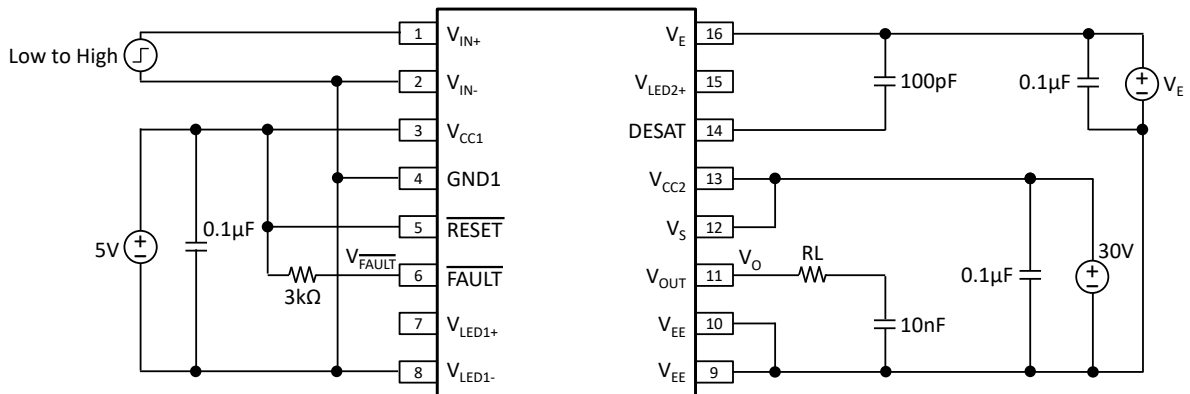 Low to High
5V
0.1µF
3kΩ
V_FAULT
1 V_IN+
2 V_IN-
3 V_CC1
4 GND1
5 RESET
6 FAULT
7 V_LED1+
8 V_LED1-
V_E 16
V_LED2+ 15
DESAT 14
V_CC2 13
V_S 12
V_OUT 11
V_EE 10
V_EE 9
100pF
0.1µF
V_E
V_O
RL
10nF
0.1µF
30V